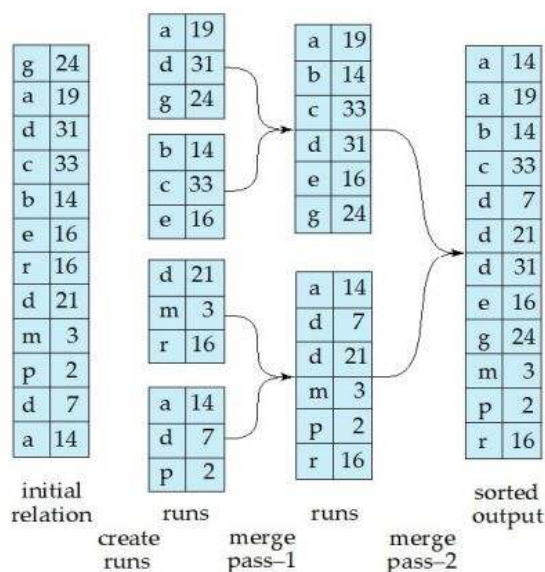 g 24
a 19
d 31
c 33
b 14
e 16
r 16
d 21
m 3
p 2
d 7
a 14
initial
relation
create
runs
a 19
d 31
g 24
b 14
c 33
e 16
d 21
m 3
r 16
a 14
d 7
p 2
runs
merge
pass–1
a 19
b 14
c 33
d 31
e 16
g 24
a 14
d 7
d 21
m 3
p 2
r 16
runs
merge
pass–2
a 14
a 19
b 14
c 33
d 7
d 21
d 31
e 16
g 24
m 3
p 2
r 16
sorted
output